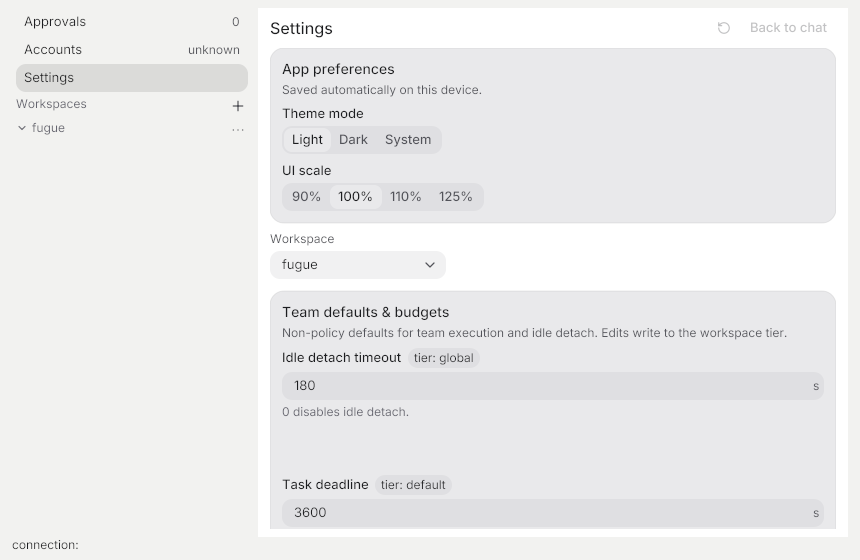 Approvals 0
Accounts unknown
Settings
Workspaces +
fugue ...
connection:
Settings
Back to chat
App preferences
Saved automatically on this device.
Theme mode
Light Dark System
UI scale
90% 100% 110% 125%
Workspace
fugue
Team defaults & budgets
Non-policy defaults for team execution and idle detach. Edits write to the workspace tier.
Idle detach timeout tier: global
180 s
0 disables idle detach.
Task deadline tier: default
3600 s